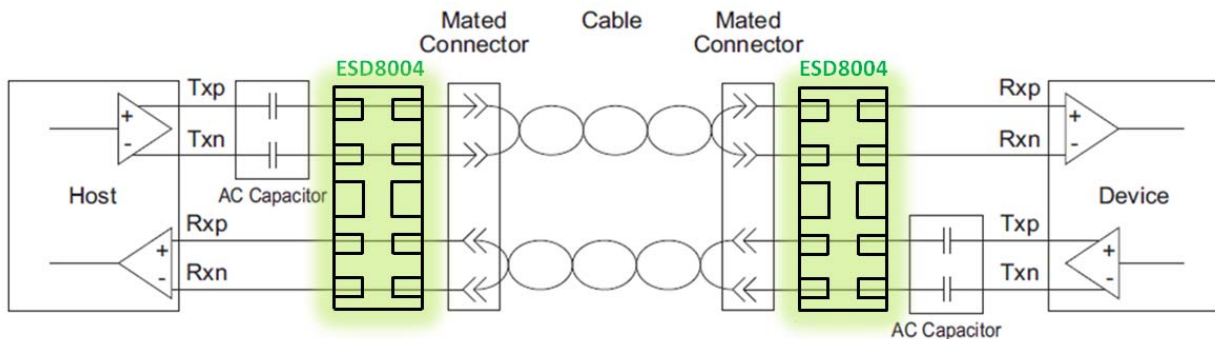 Mated
Connector
Cable
Mated
Connector
ESD8004
ESD8004
Txp
Txn
+
-
Host
AC Capacitor
Rxp
Rxn
+
-
Rxp
Rxn
+
-
Device
Txp
Txn
+
-
AC Capacitor